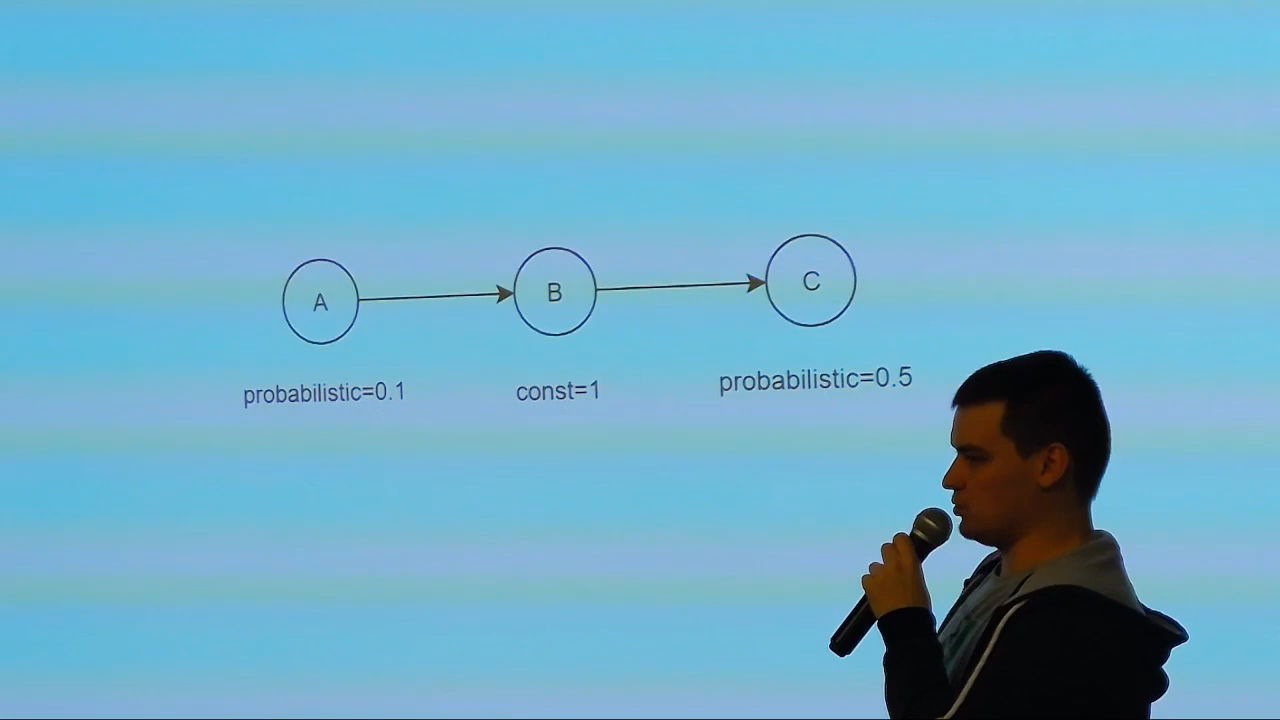 A
B
C
probabilistic=0.1
const=1
probabilistic=0.5